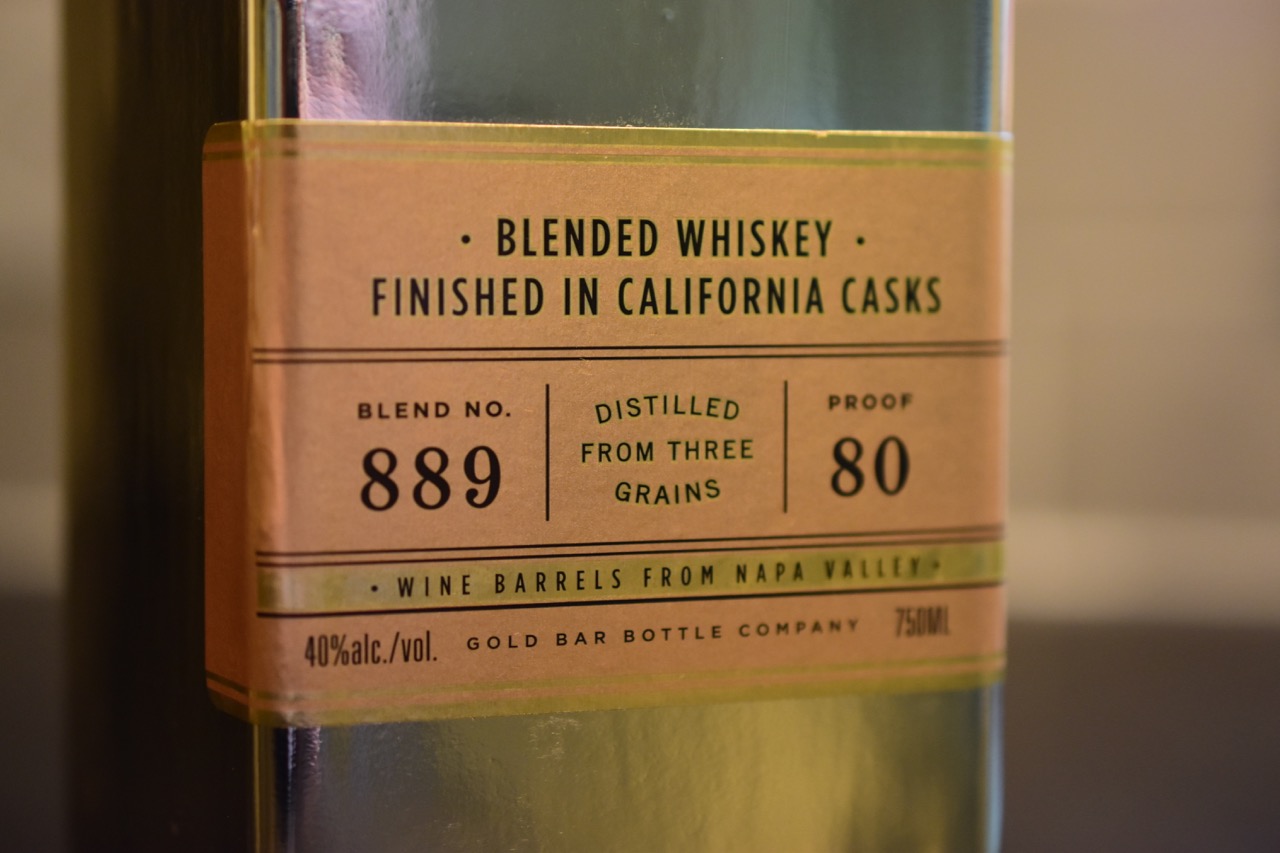 · BLENDED WHISKEY ·
FINISHED IN CALIFORNIA CASKS
BLEND NO.
889
DISTILLED
FROM THREE
GRAINS
PROOF
80
· WINE BARRELS FROM NAPA VALLEY ·
40%alc./vol. GOLD BAR BOTTLE COMPANY 750ML